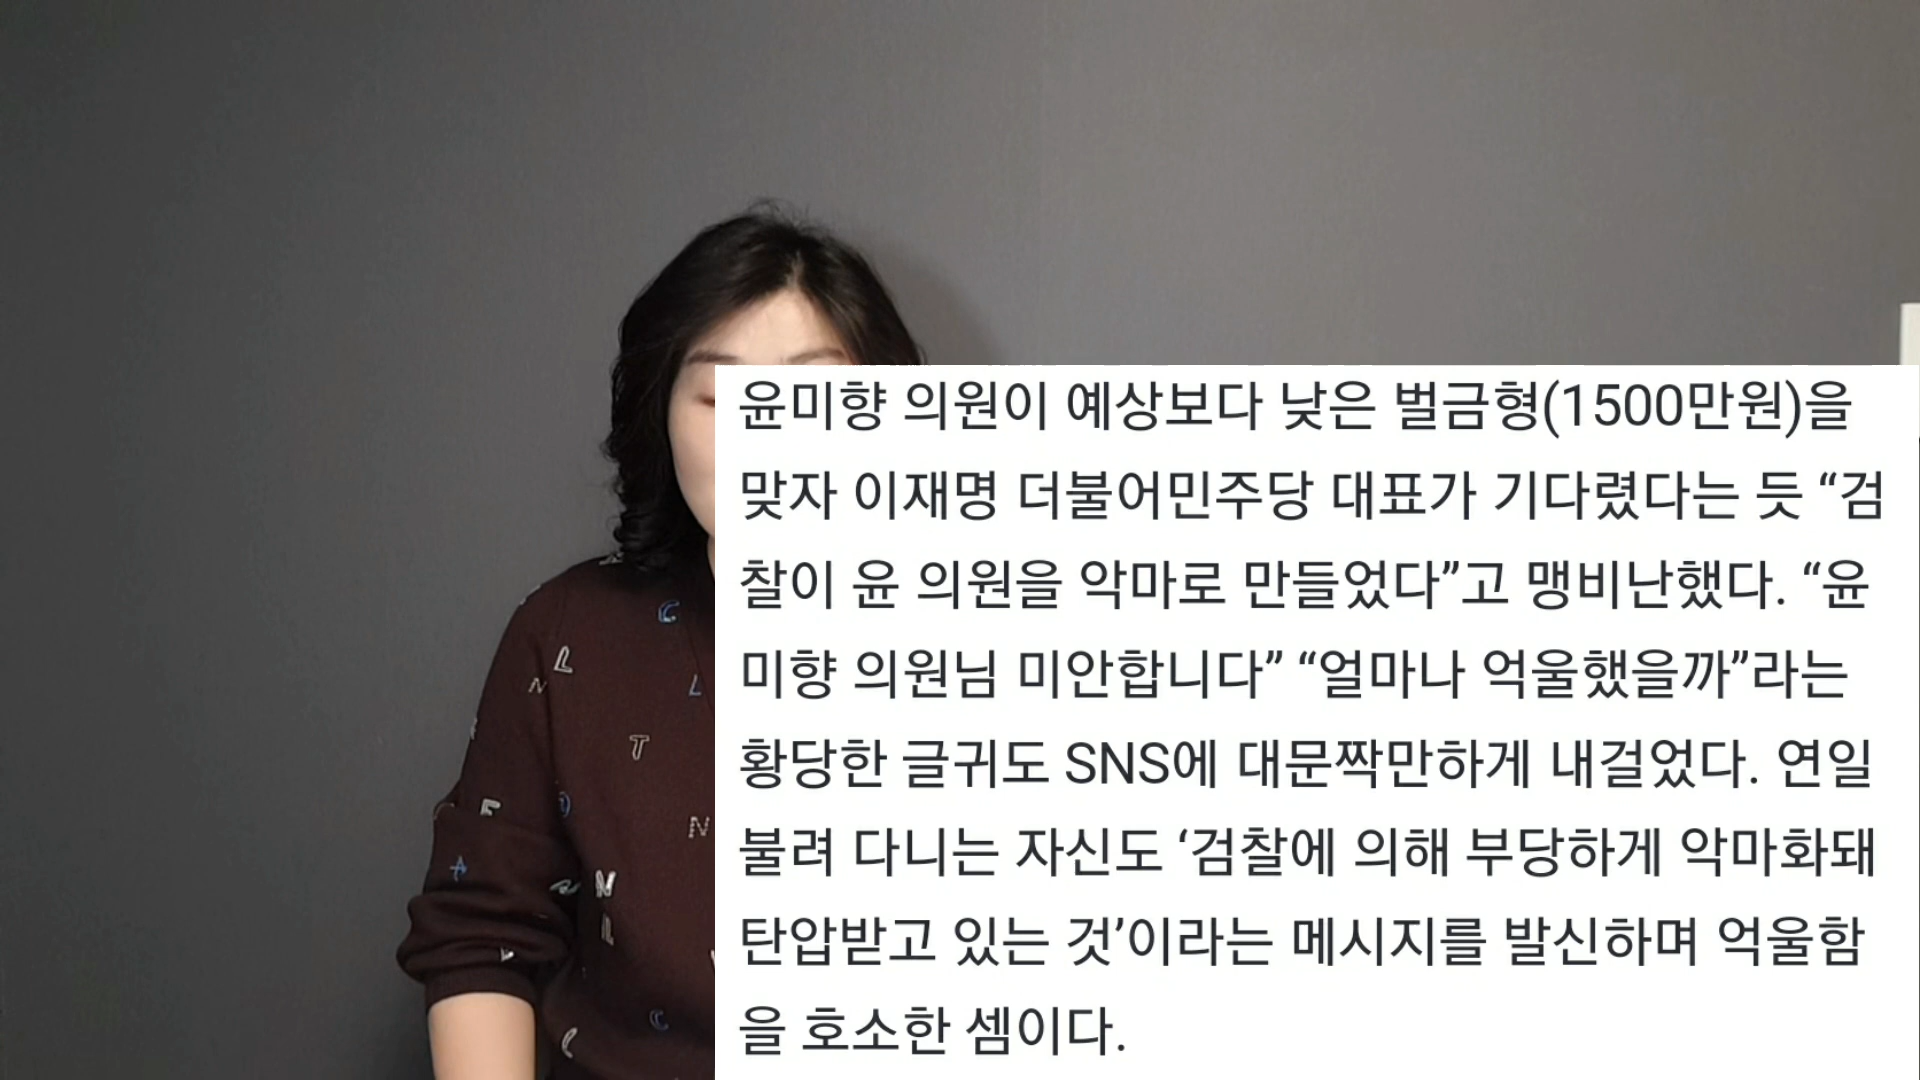 윤미향 의원이 예상보다 낮은 벌금형(1500만원)을
맞자 이재명 더불어민주당 대표가 기다렸다는 듯 “검
찰이 윤 의원을 악마로 만들었다”고 맹비난했다. “윤
미향 의원님 미안합니다” “얼마나 억울했을까”라는
황당한 글귀도 SNS에 대문짝만하게 내걸었다. 연일
불려 다니는 자신도 ‘검찰에 의해 부당하게 악마화돼
탄압받고 있는 것’이라는 메시지를 발신하며 억울함
을 호소한 셈이다.